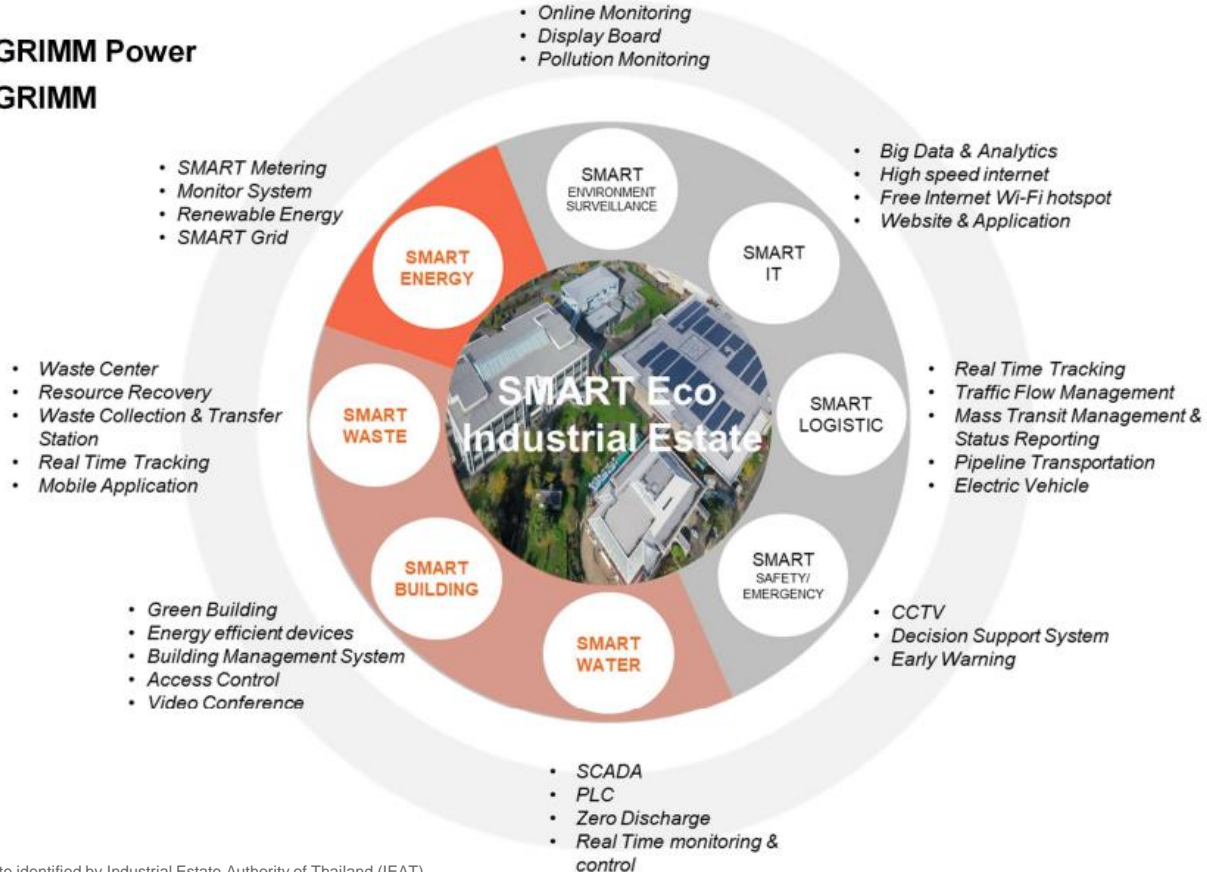 GRIMM Power
GRIMM
• Online Monitoring
• Display Board
• Pollution Monitoring
• SMART Metering
• Monitor System
• Renewable Energy
• SMART Grid
• Big Data & Analytics
• High speed internet
• Free Internet Wi-Fi hotspot
• Website & Application
SMART
ENVIRONMENT
SURVEILLANCE
SMART
ENERGY
SMART
IT
• Waste Center
• Resource Recovery
• Waste Collection & Transfer
Station
• Real Time Tracking
• Mobile Application
SMART
WASTE
SMART Eco
Industrial Estate
SMART
LOGISTIC
• Real Time Tracking
• Traffic Flow Management
• Mass Transit Management &
Status Reporting
• Pipeline Transportation
• Electric Vehicle
SMART
BUILDING
SMART
SAFETY/
EMERGENCY
• Green Building
• Energy efficient devices
• Building Management System
• Access Control
• Video Conference
SMART
WATER
• CCTV
• Decision Support System
• Early Warning
• SCADA
• PLC
• Zero Discharge
• Real Time monitoring &
control
identified by Industrial Estate Authority of Thailand (IEAT)